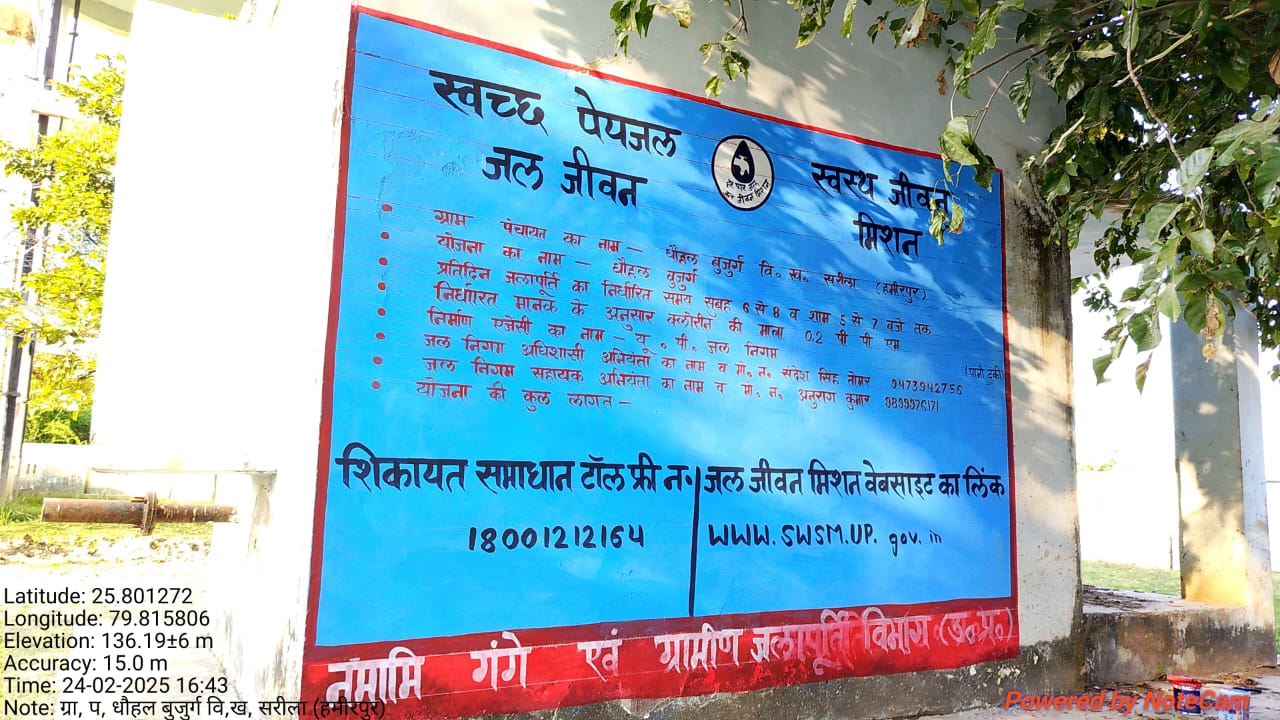 स्वच्छ पेयजल स्वस्थ जीवन
जल जीवन मिशन
ग्राम पंचायत का नाम – धौहल बुजुर्ग वि० ख० सरीला (हमीरपुर)
योजना का नाम – धौहल बुजुर्ग
प्रतिदिन जलापूर्ति का निर्धारित समय सुबह 6 से 8 व शाम 5 से 7 बजे तक
निर्धारित मानक के अनुसार क्लोरीन की मात्रा 0.2 पी पी एम
निर्माण एजेंसी का नाम – यू० पी० जल निगम
जल निगम अधिशासी अभियंता का नाम व मो० न० संदेश सिंह तोमर 9473942756 (पानी टंकी)
जल निगम सहायक अभियंता का नाम व मो० न० अनुराग कुमार
योजना की कुल लागत –
शिकायत समाधान टॉल फ्री न०
18001212164
जल जीवन मिशन वेबसाइट का लिंक
WWW.SWSM.UP. gov. in
नमामि गंगे एवं ग्रामीण जलापूर्ति विभाग (उ०प्र०)
Latitude: 25.801272
Longitude: 79.815806
Elevation: 136.19±6 m
Accuracy: 15.0 m
Time: 24-02-2025 16:43
Note: ग्रा, प, धौहल बुजुर्ग वि,ख, सरीला (हमीरपुर)
Powered by NoteCam